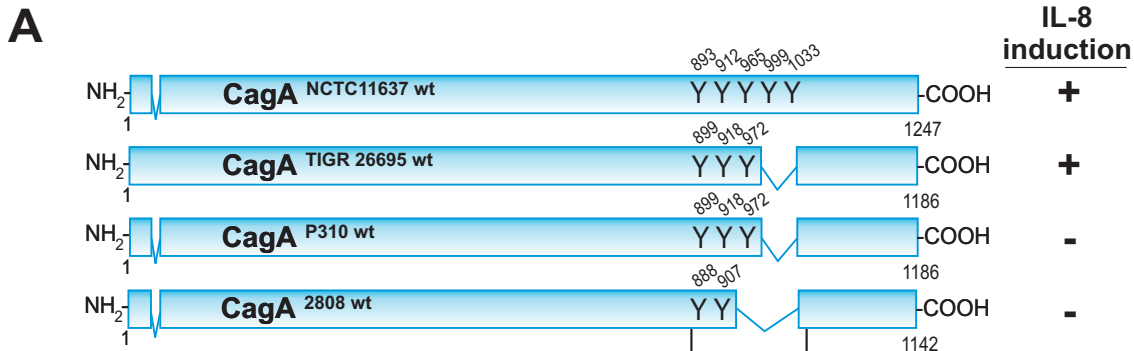 A
IL-8
induction
893 912 965 999 1033
NH2 CagA NCTC11637 wt Y Y Y Y Y -COOH +
1 1247
899 918 972
NH2 CagA TIGR 26695 wt Y Y Y -COOH +
1 1186
899 918 972
NH2 CagA P310 wt Y Y Y -COOH -
1 1186
888 907
NH2 CagA 2808 wt Y Y -COOH -
1 1142